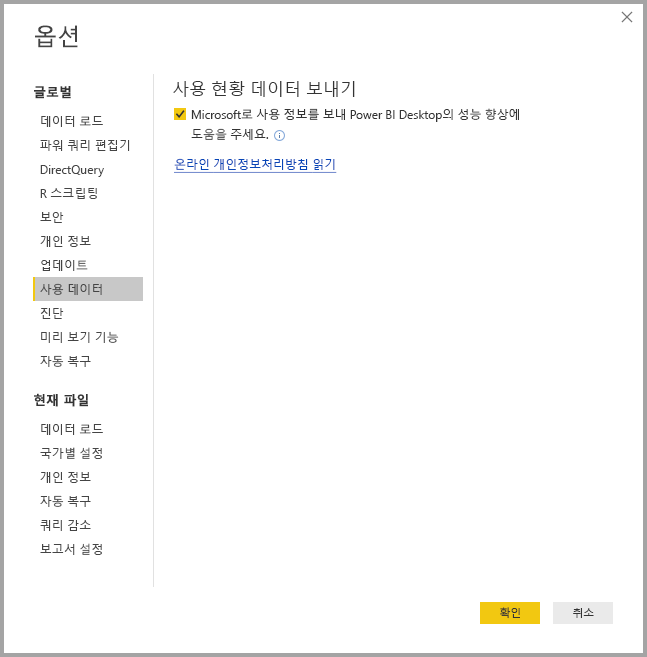 옵션
글로벌
데이터 로드
파워 쿼리 편집기
DirectQuery
R 스크립팅
보안
개인 정보
업데이트
사용 데이터
진단
미리 보기 기능
자동 복구
현재 파일
데이터 로드
국가별 설정
개인 정보
자동 복구
쿼리 감소
보고서 설정
사용 현황 데이터 보내기
Microsoft로 사용 정보를 보내 Power BI Desktop의 성능 향상에
도움을 주세요.
온라인 개인정보처리방침 읽기
확인
취소